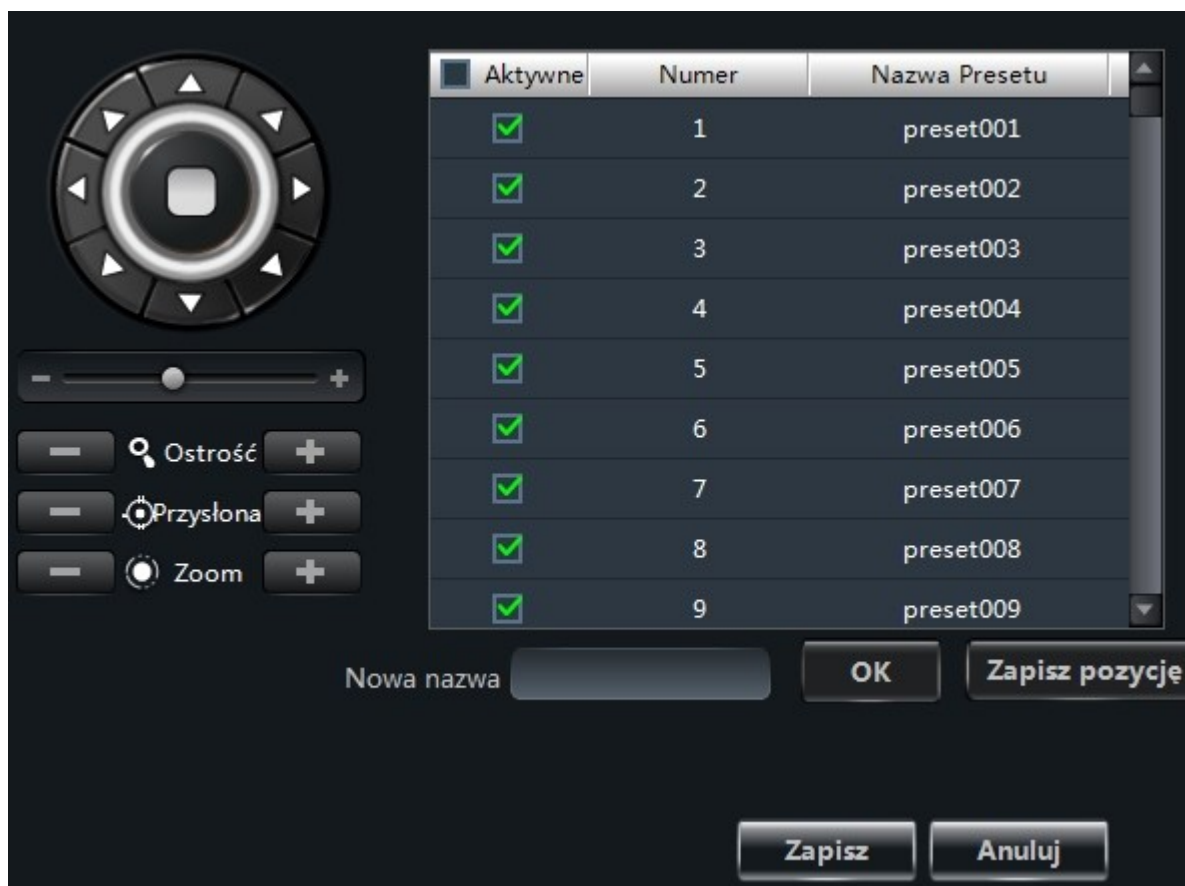 Aktywne Numer Nazwa Presetu
1 preset001
2 preset002
3 preset003
4 preset004
5 preset005
6 preset006
7 preset007
8 preset008
9 preset009
Ostrość
Przysłona
Zoom
Nowa nazwa OK Zapisz pozycję
Zapisz Anuluj